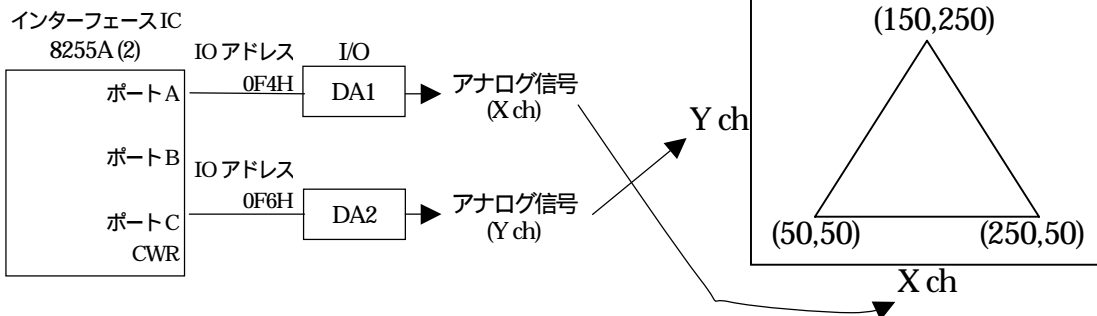 インターフェースIC
8255A (2)
IO アドレス
I/O
ポート A
0F4H
DA1
アナログ信号
(X ch)
ポート B
IO アドレス
0F6H
DA2
アナログ信号
(Y ch)
ポート C
CWR
Y ch
(150,250)
(50,50)
(250,50)
X ch